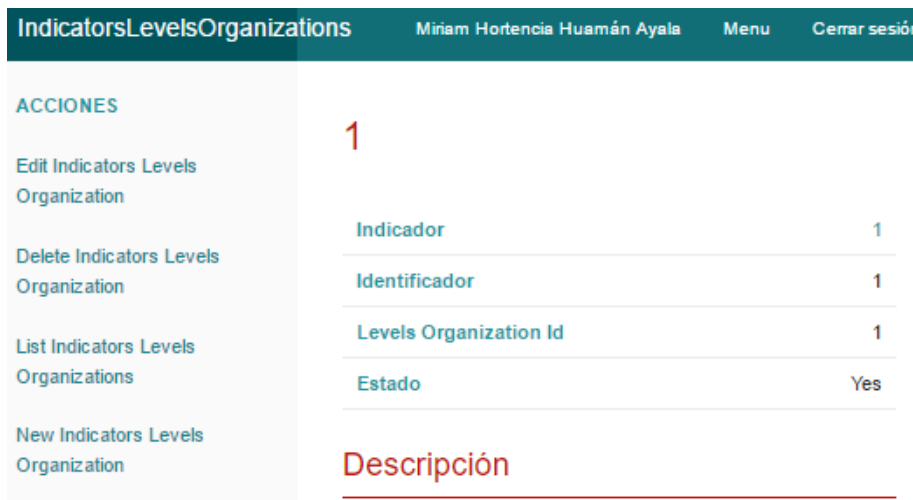 IndicatorsLevelsOrganizations Miriam Hortencia Huamán Ayala Menu Cerrar sesión
ACCIONES
Edit Indicators Levels
Organization
Delete Indicators Levels
Organization
List Indicators Levels
Organizations
New Indicators Levels
Organization
1
Indicador 1
Identificador 1
Levels Organization Id 1
Estado Yes
Descripción